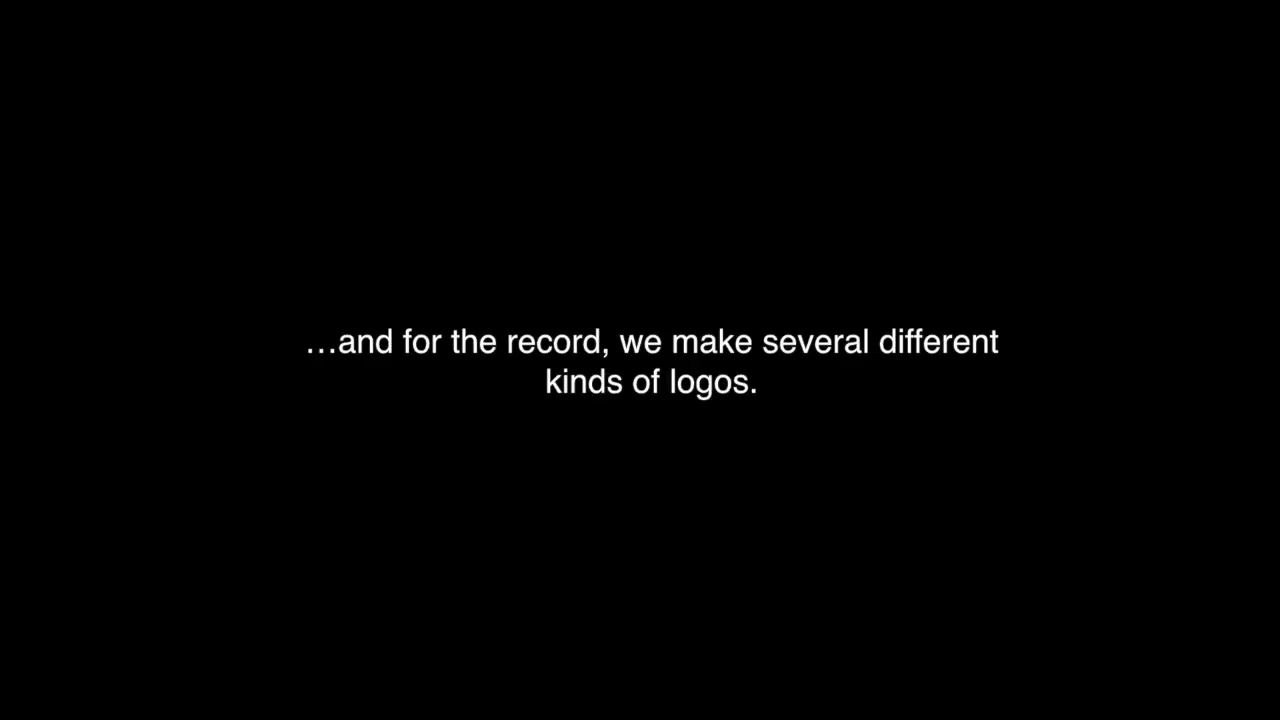 …and for the record, we make several different
kinds of logos.